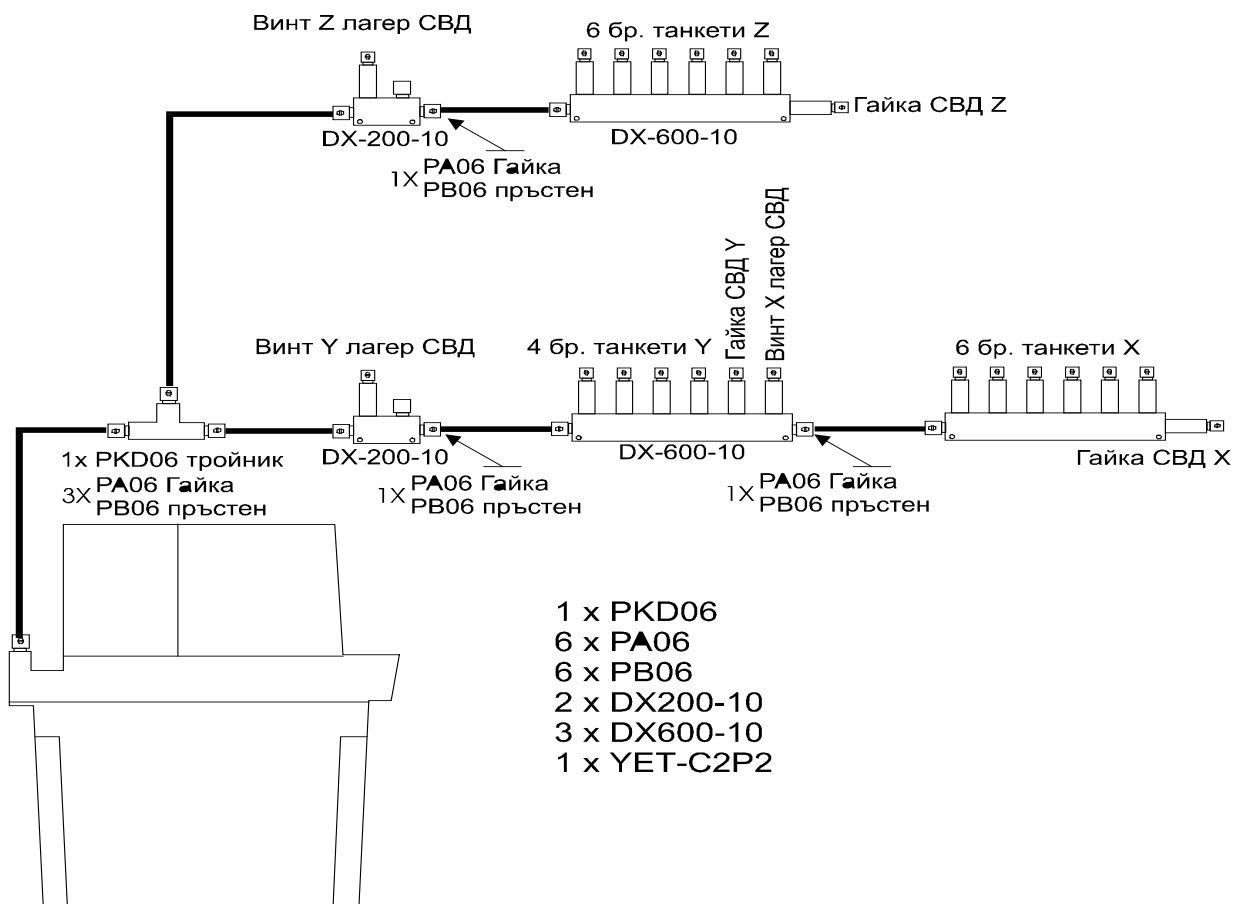 Винт Z лагер СВД
6 бр. танкети Z
Гайка СВД Z
DX-200-10
DX-600-10
1X PA06 Гайка
PB06 пръстен
Гайка СВД Y
Винт X лагер СВД
Винт Y лагер СВД
4 бр. танкети Y
6 бр. танкети X
1x PKD06 тройник
3X PA06 Гайка
PB06 пръстен
DX-200-10
1X PA06 Гайка
PB06 пръстен
DX-600-10
1X PA06 Гайка
PB06 пръстен
Гайка СВД X
1 x PKD06
6 x PA06
6 x PB06
2 x DX200-10
3 x DX600-10
1 x YET-C2P2